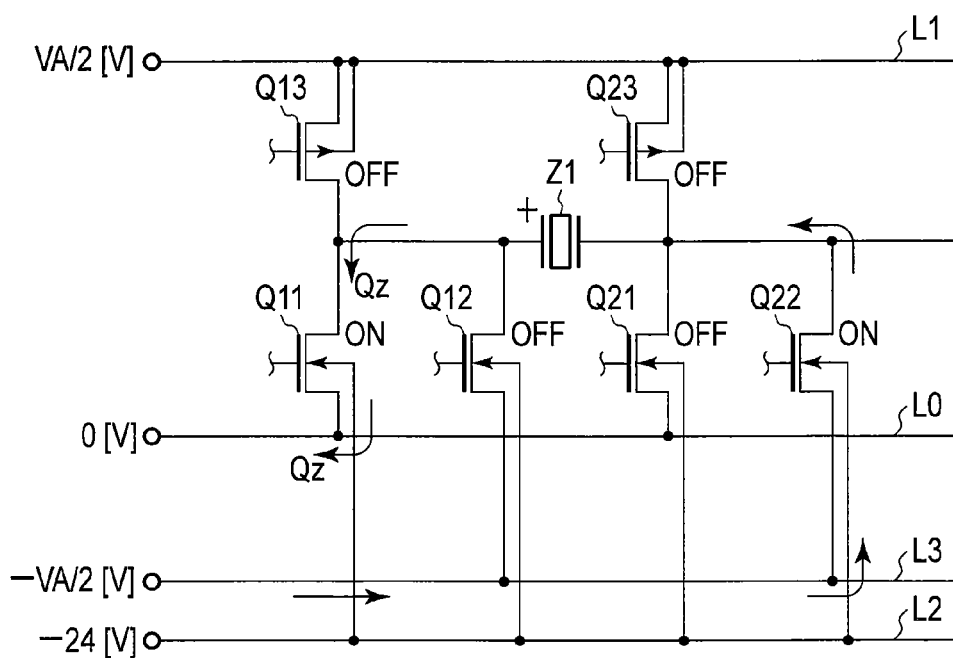 VA/2 [V]
L1
Q13
OFF
Q23
OFF
Z1
+
Qz
Q11
ON
Q12
OFF
Q21
OFF
Q22
ON
0 [V]
L0
Qz
−VA/2 [V]
L3
−24 [V]
L2